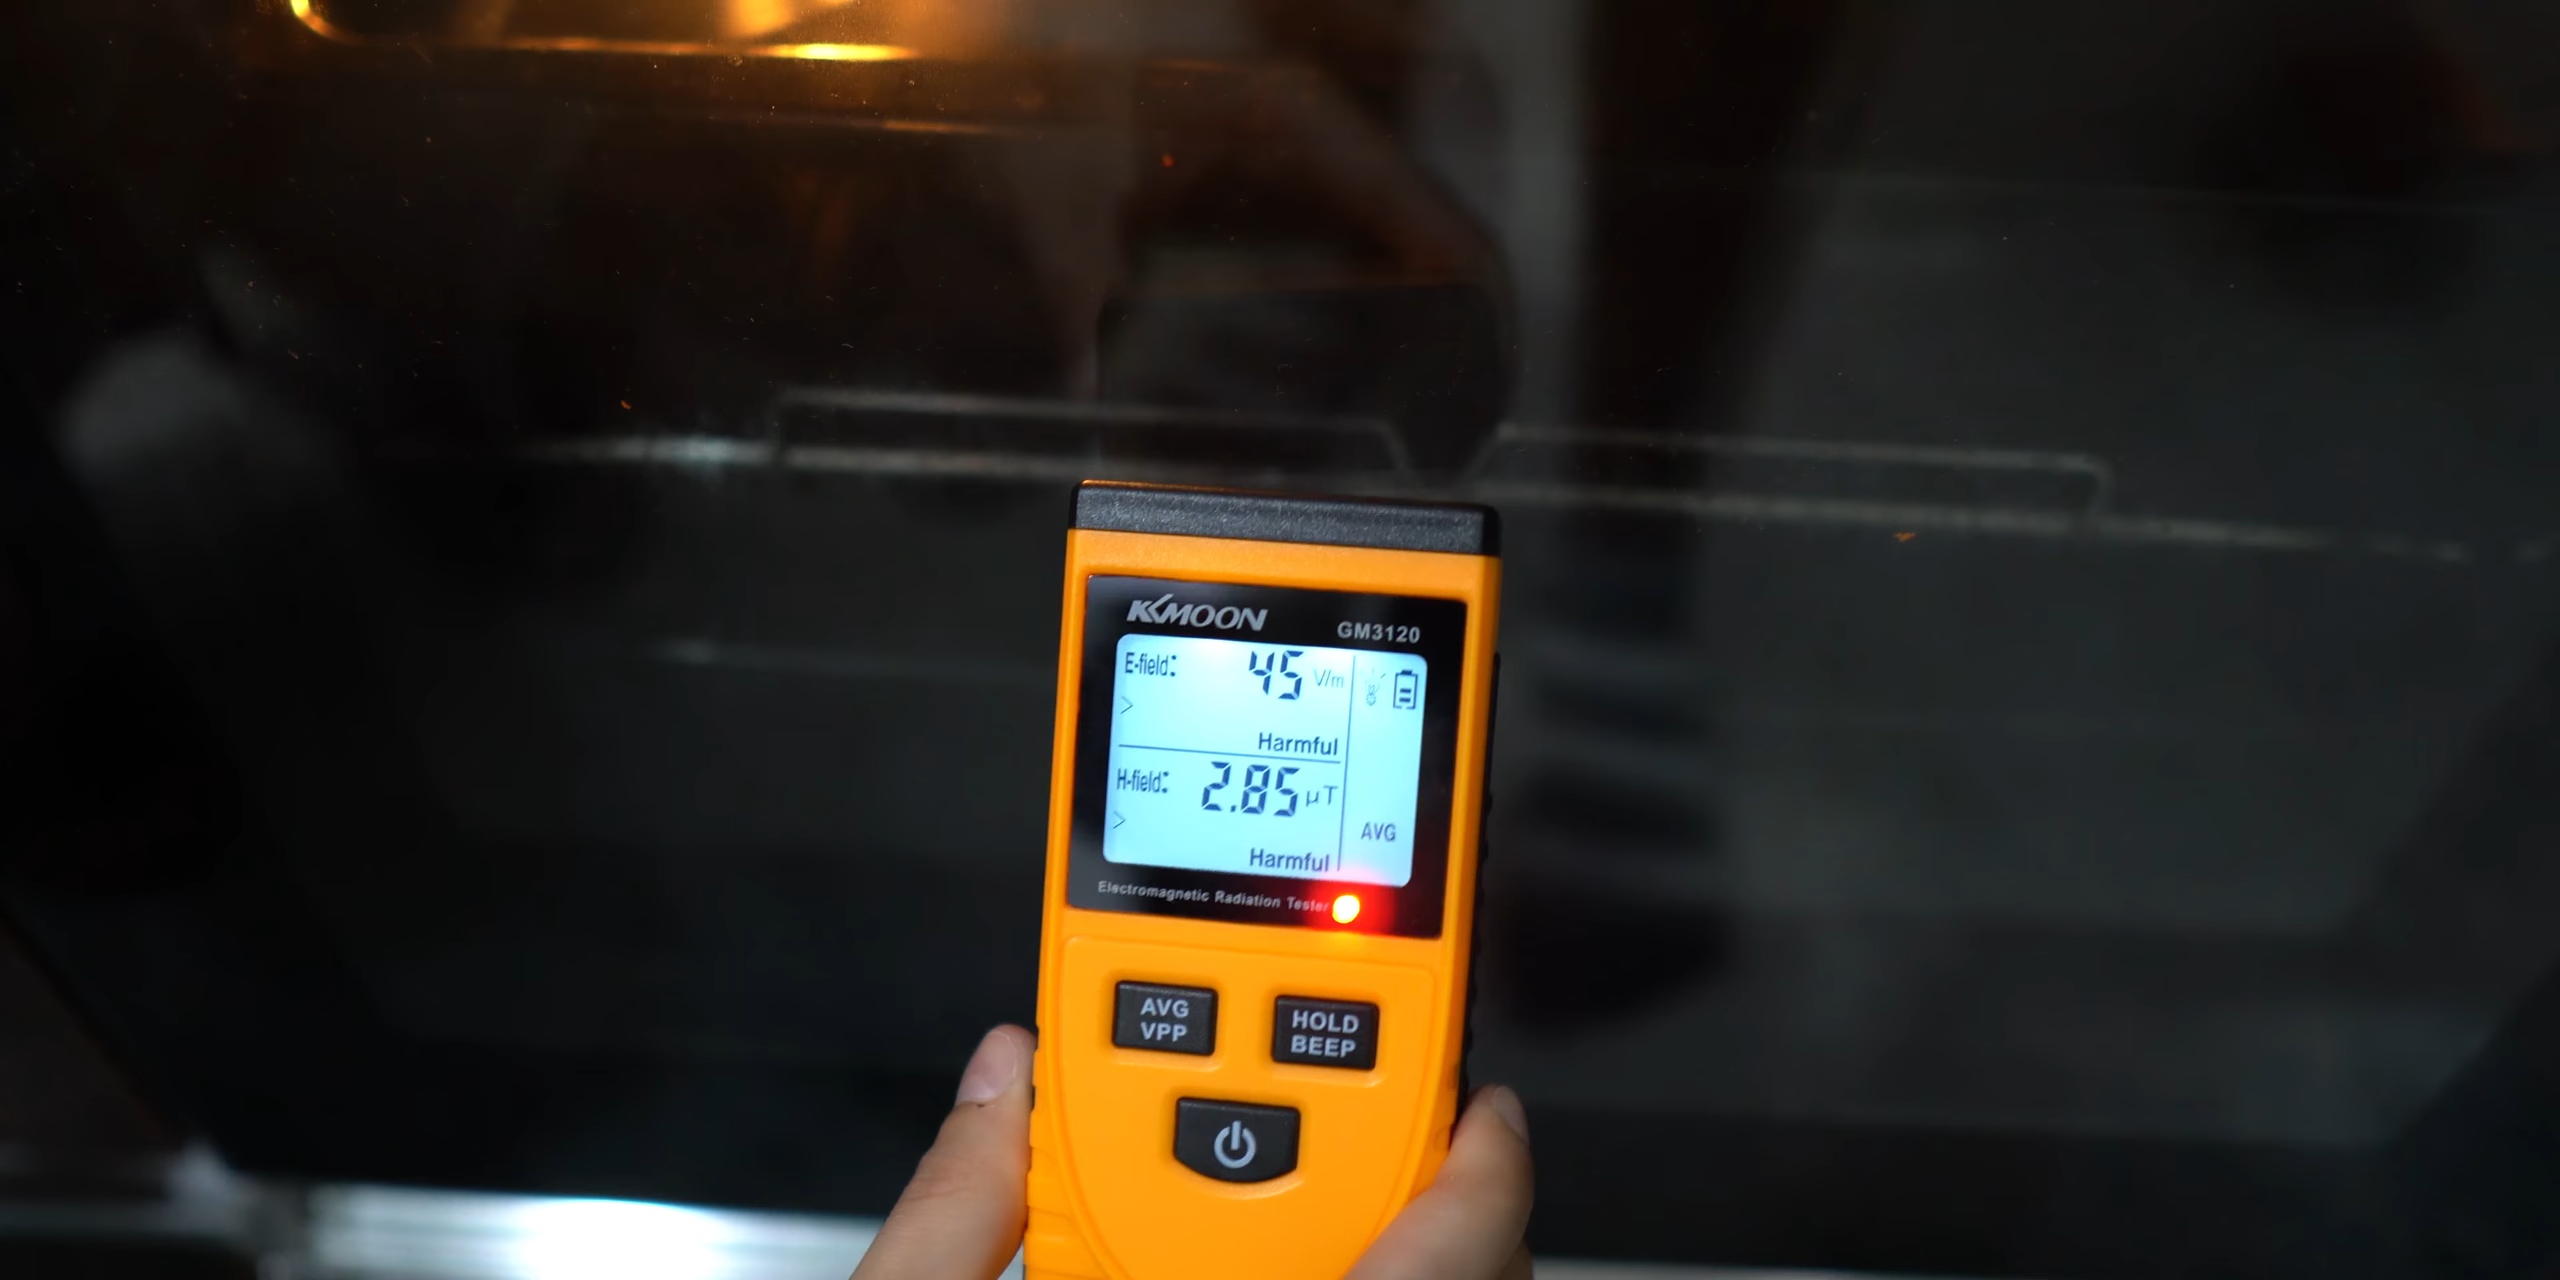 KKMOON
GM3120
E-field: 45 V/m
Harmful
H-field: 2.85 µT
AVG
Harmful
Electromagnetic Radiation Tester
AVG
VPP
HOLD
BEEP